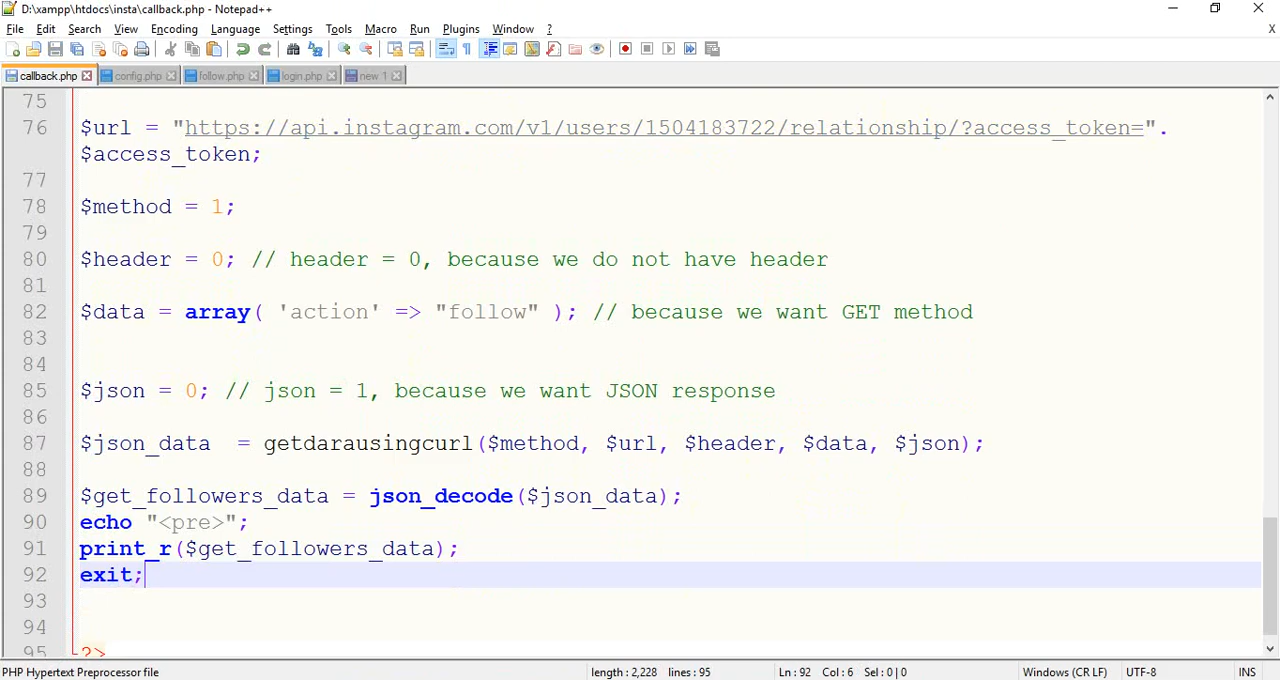 D:\xampp\htdocs\insta\callback.php - Notepad++
File Edit Search View Encoding Language Settings Tools Macro Run Plugins Window ? X
callback.php config.php follow.php login.php new 1
75
76 $url = "https://api.instagram.com/v1/users/1504183722/relationship/?access_token=".
$access_token;
77
78 $method = 1;
79
80 $header = 0; // header = 0, because we do not have header
81
82 $data = array( 'action' => "follow" ); // because we want GET method
83
84
85 $json = 0; // json = 1, because we want JSON response
86
87 $json_data  = getdarausingcurl($method, $url, $header, $data, $json);
88
89 $get_followers_data = json_decode($json_data);
90 echo "<pre>";
91 print_r($get_followers_data);
92 exit;
93
94
95 ?>
PHP Hypertext Preprocessor file length : 2,228 lines : 95 Ln : 92 Col : 6 Sel : 0 | 0 Windows (CR LF) UTF-8 INS